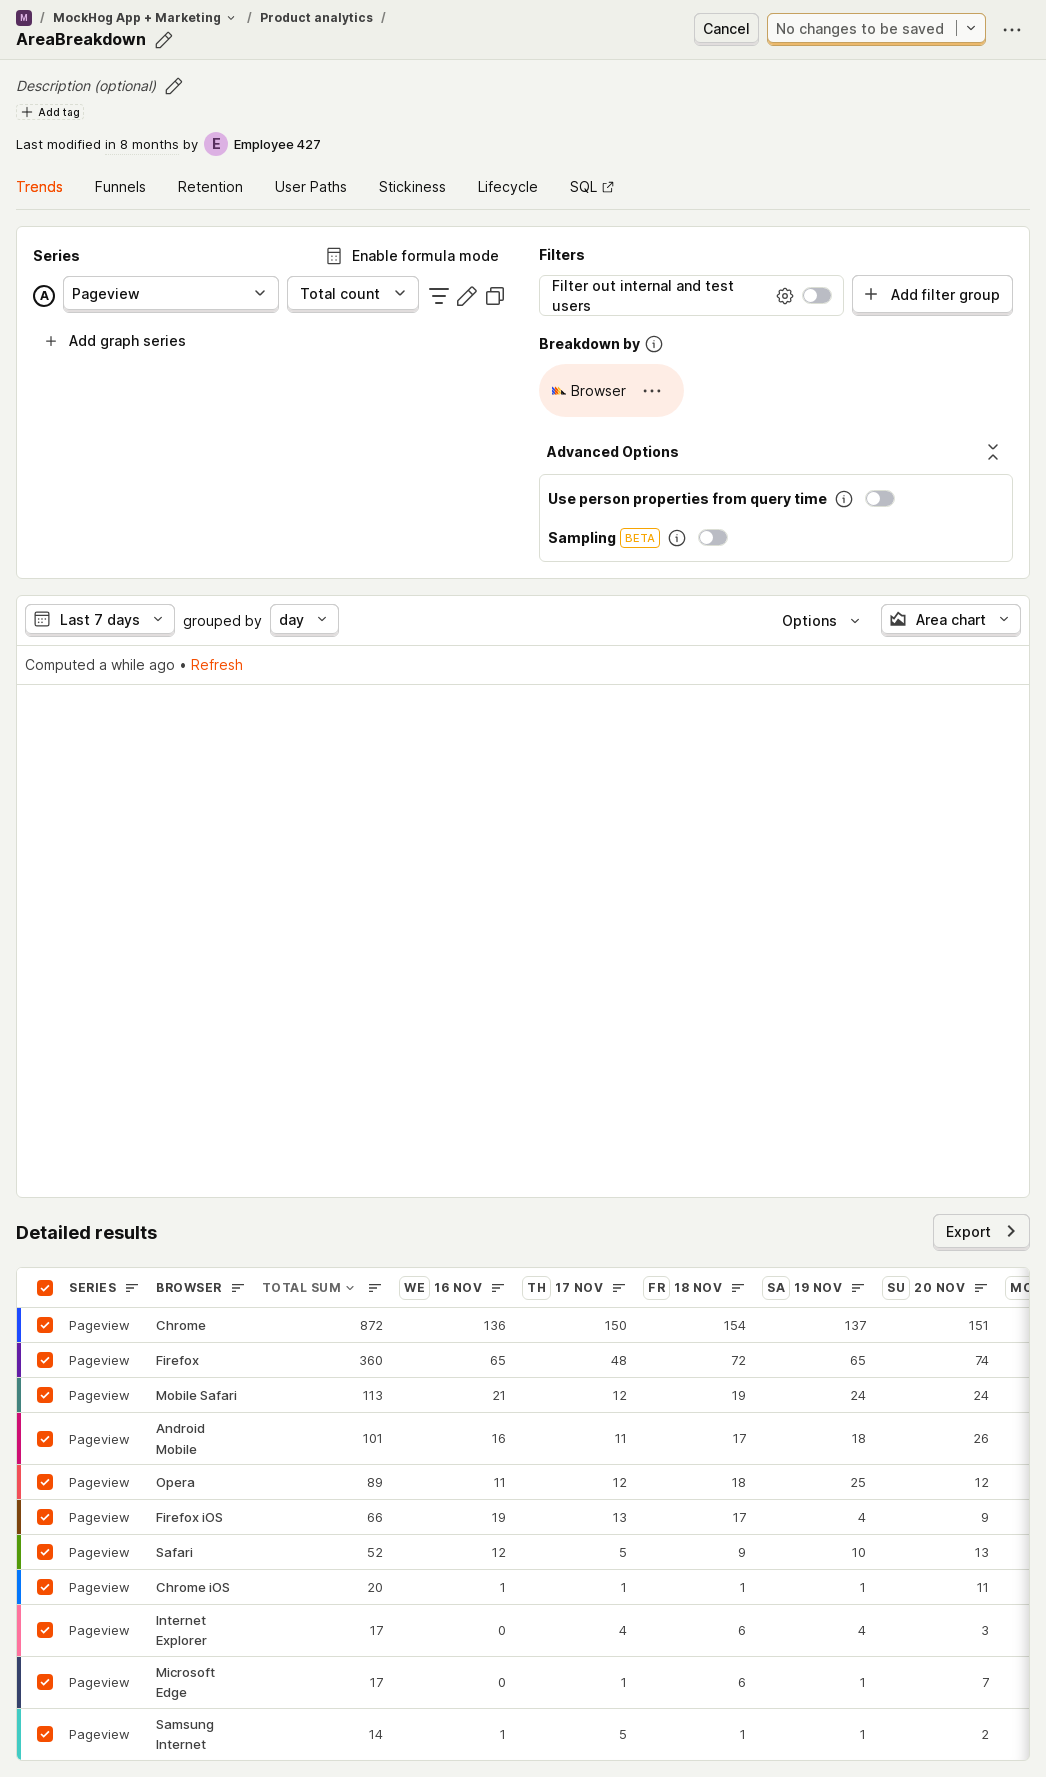 M / MockHog App + Marketing / Product analytics /
AreaBreakdown
Cancel
No changes to be saved
Description (optional)
Add tag
Last modified in 8 months by E Employee 427
Trends Funnels Retention User Paths Stickiness Lifecycle SQL
Series
Enable formula mode
A Pageview Total count
Add graph series
Filters
Filter out internal and test
users
Add filter group
Breakdown by
Browser
Advanced Options
Use person properties from query time
Sampling BETA
Last 7 days grouped by day
Options Area chart
Computed a while ago • Refresh
Detailed results
Export
SERIES BROWSER TOTAL SUM WE 16 NOV TH 17 NOV FR 18 NOV SA 19 NOV SU 20 NOV
Pageview Chrome 872 136 150 154 137 151
Pageview Firefox 360 65 48 72 65 74
Pageview Mobile Safari 113 21 12 19 24 24
Pageview Android
Mobile 101 16 11 17 18 26
Pageview Opera 89 11 12 18 25 12
Pageview Firefox iOS 66 19 13 17 4 9
Pageview Safari 52 12 5 9 10 13
Pageview Chrome iOS 20 1 1 1 1 11
Pageview Internet
Explorer 17 0 4 6 4 3
Pageview Microsoft
Edge 17 0 1 6 1 7
Pageview Samsung
Internet 14 1 5 1 1 2